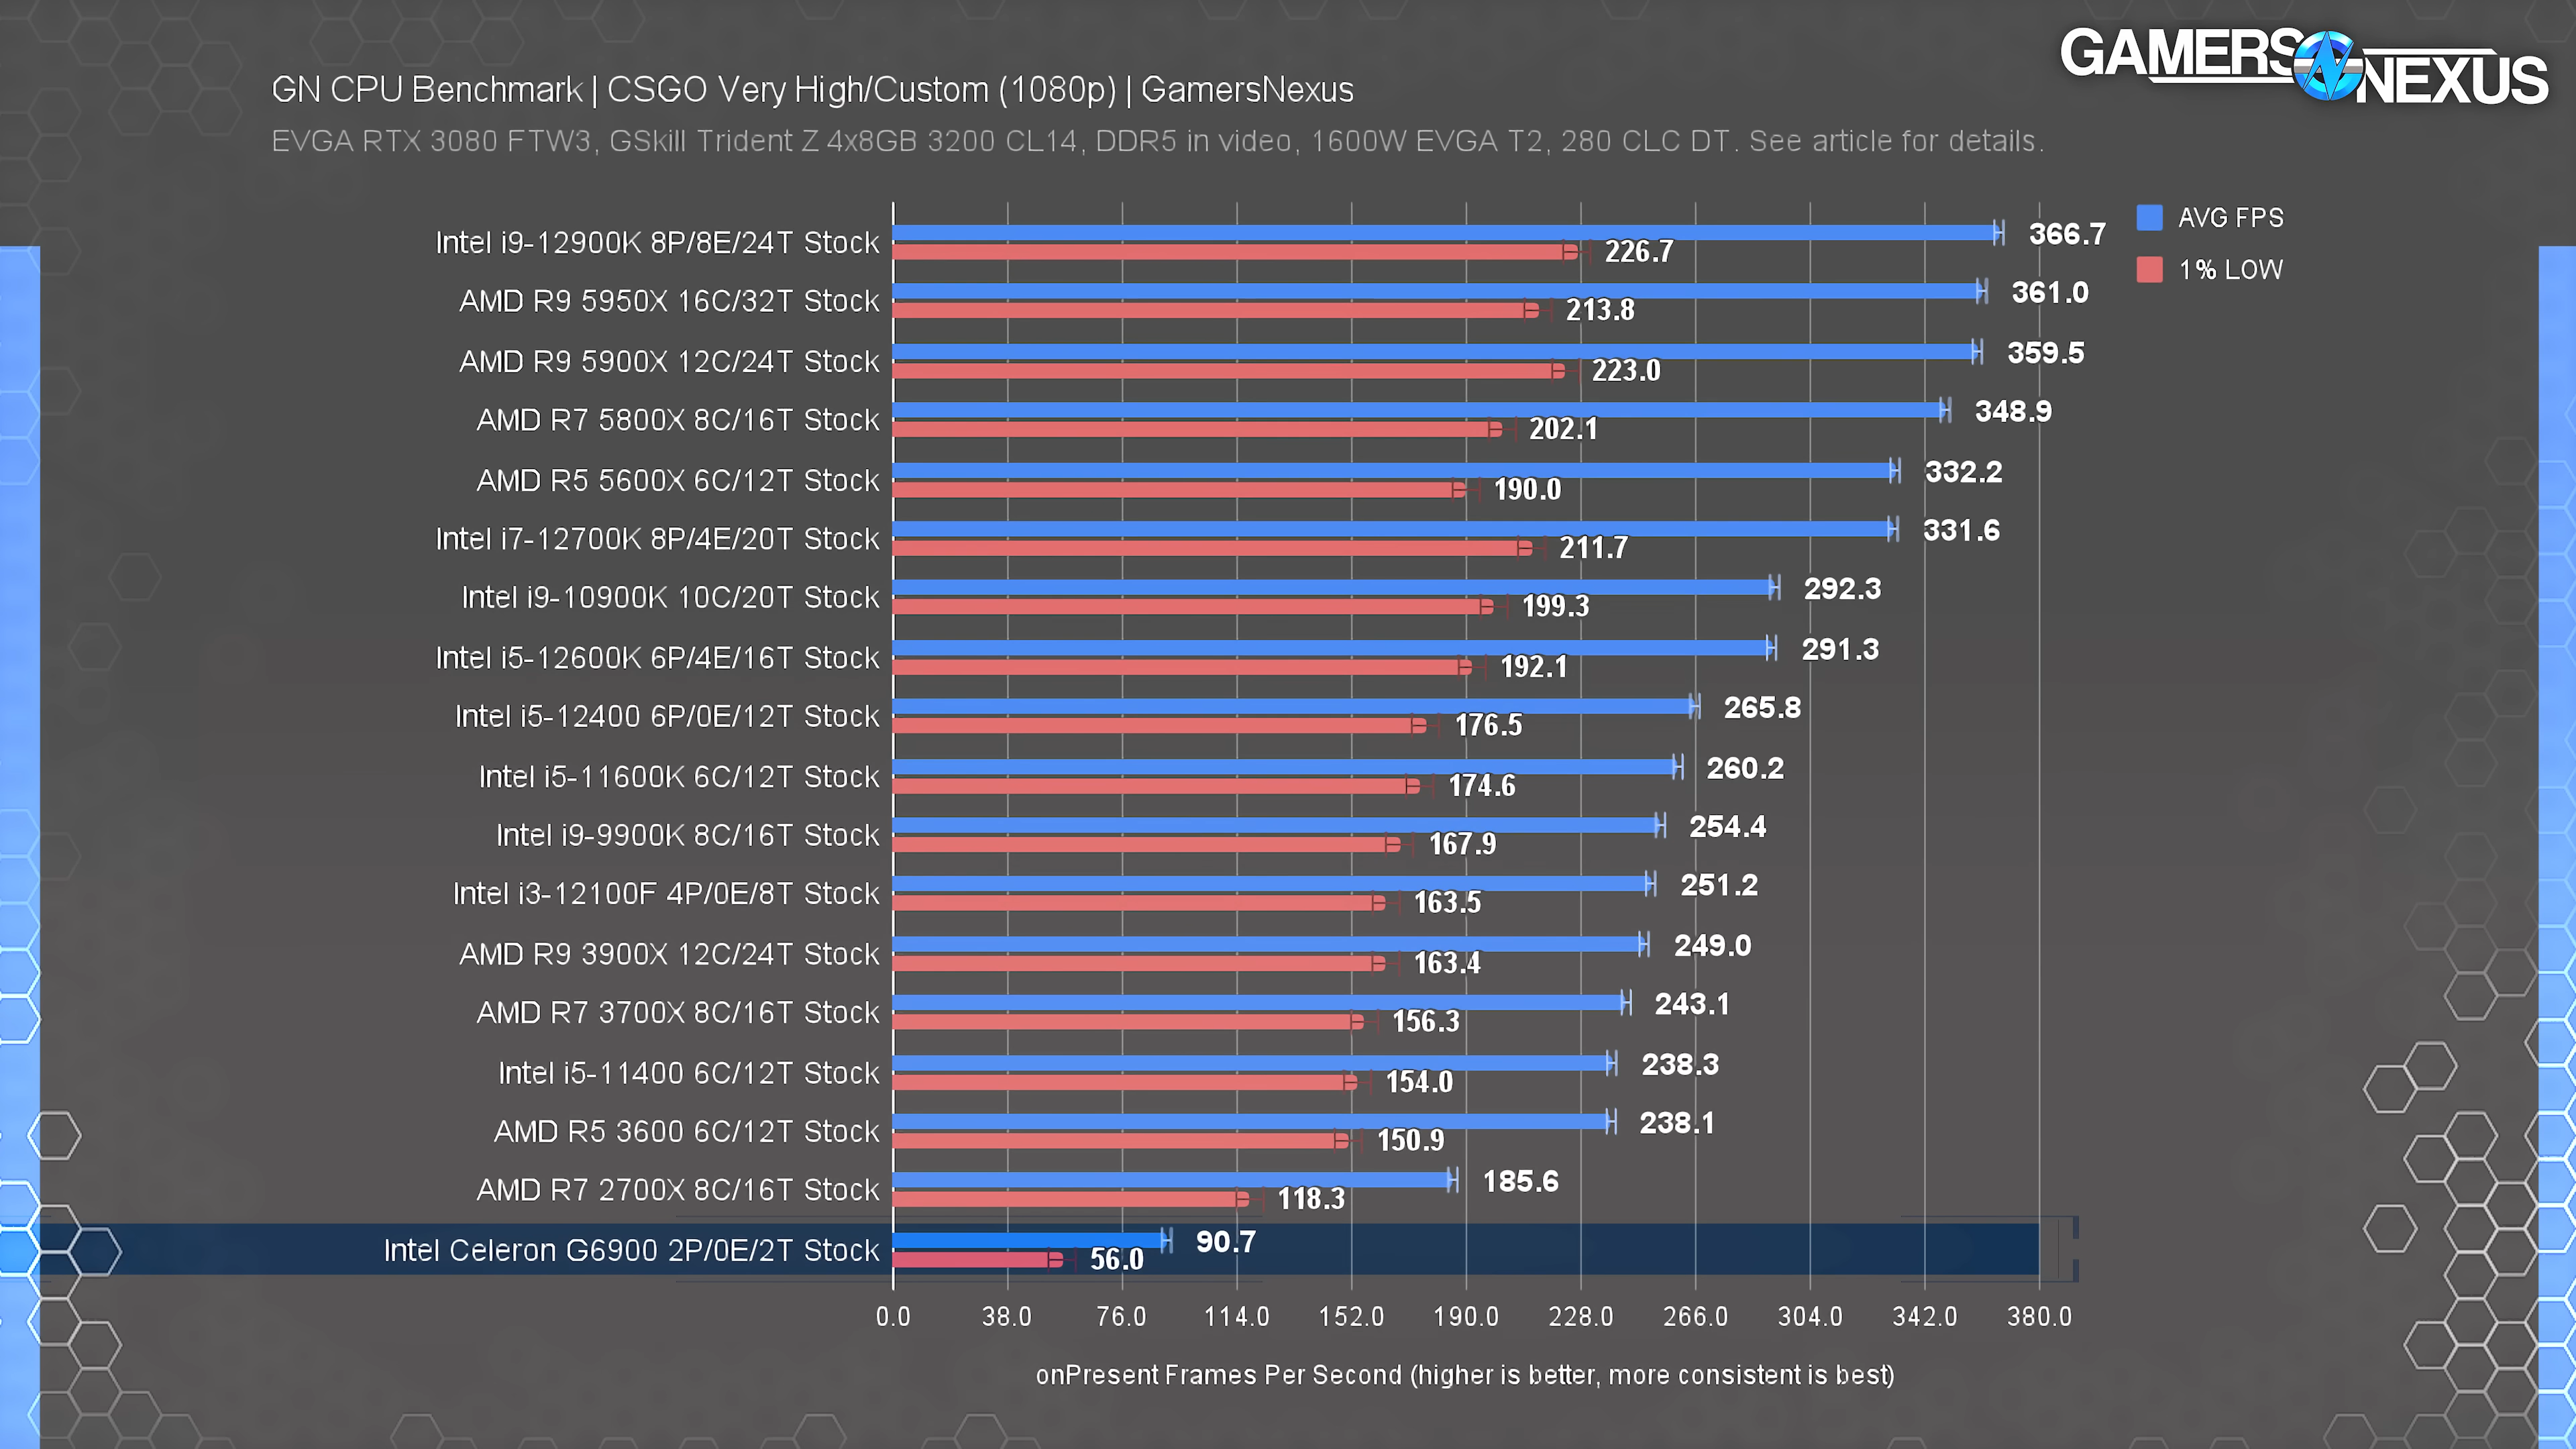 GAMERS NEXUS
GN CPU Benchmark | CSGO Very High/Custom (1080p) | GamersNexus
EVGA RTX 3080 FTW3, GSkill Trident Z 4x8GB 3200 CL14, DDR5 in video, 1600W EVGA T2, 280 CLC DT. See article for details.
AVG FPS
1% LOW
Intel i9-12900K 8P/8E/24T Stock 366.7 226.7
AMD R9 5950X 16C/32T Stock 361.0 213.8
AMD R9 5900X 12C/24T Stock 359.5 223.0
AMD R7 5800X 8C/16T Stock 348.9 202.1
AMD R5 5600X 6C/12T Stock 332.2 190.0
Intel i7-12700K 8P/4E/20T Stock 331.6 211.7
Intel i9-10900K 10C/20T Stock 292.3 199.3
Intel i5-12600K 6P/4E/16T Stock 291.3 192.1
Intel i5-12400 6P/0E/12T Stock 265.8 176.5
Intel i5-11600K 6C/12T Stock 260.2 174.6
Intel i9-9900K 8C/16T Stock 254.4 167.9
Intel i3-12100F 4P/0E/8T Stock 251.2 163.5
AMD R9 3900X 12C/24T Stock 249.0 163.4
AMD R7 3700X 8C/16T Stock 243.1 156.3
Intel i5-11400 6C/12T Stock 238.3 154.0
AMD R5 3600 6C/12T Stock 238.1 150.9
AMD R7 2700X 8C/16T Stock 185.6 118.3
Intel Celeron G6900 2P/0E/2T Stock 90.7 56.0
0.0 38.0 76.0 114.0 152.0 190.0 228.0 266.0 304.0 342.0 380.0
onPresent Frames Per Second (higher is better, more consistent is best)